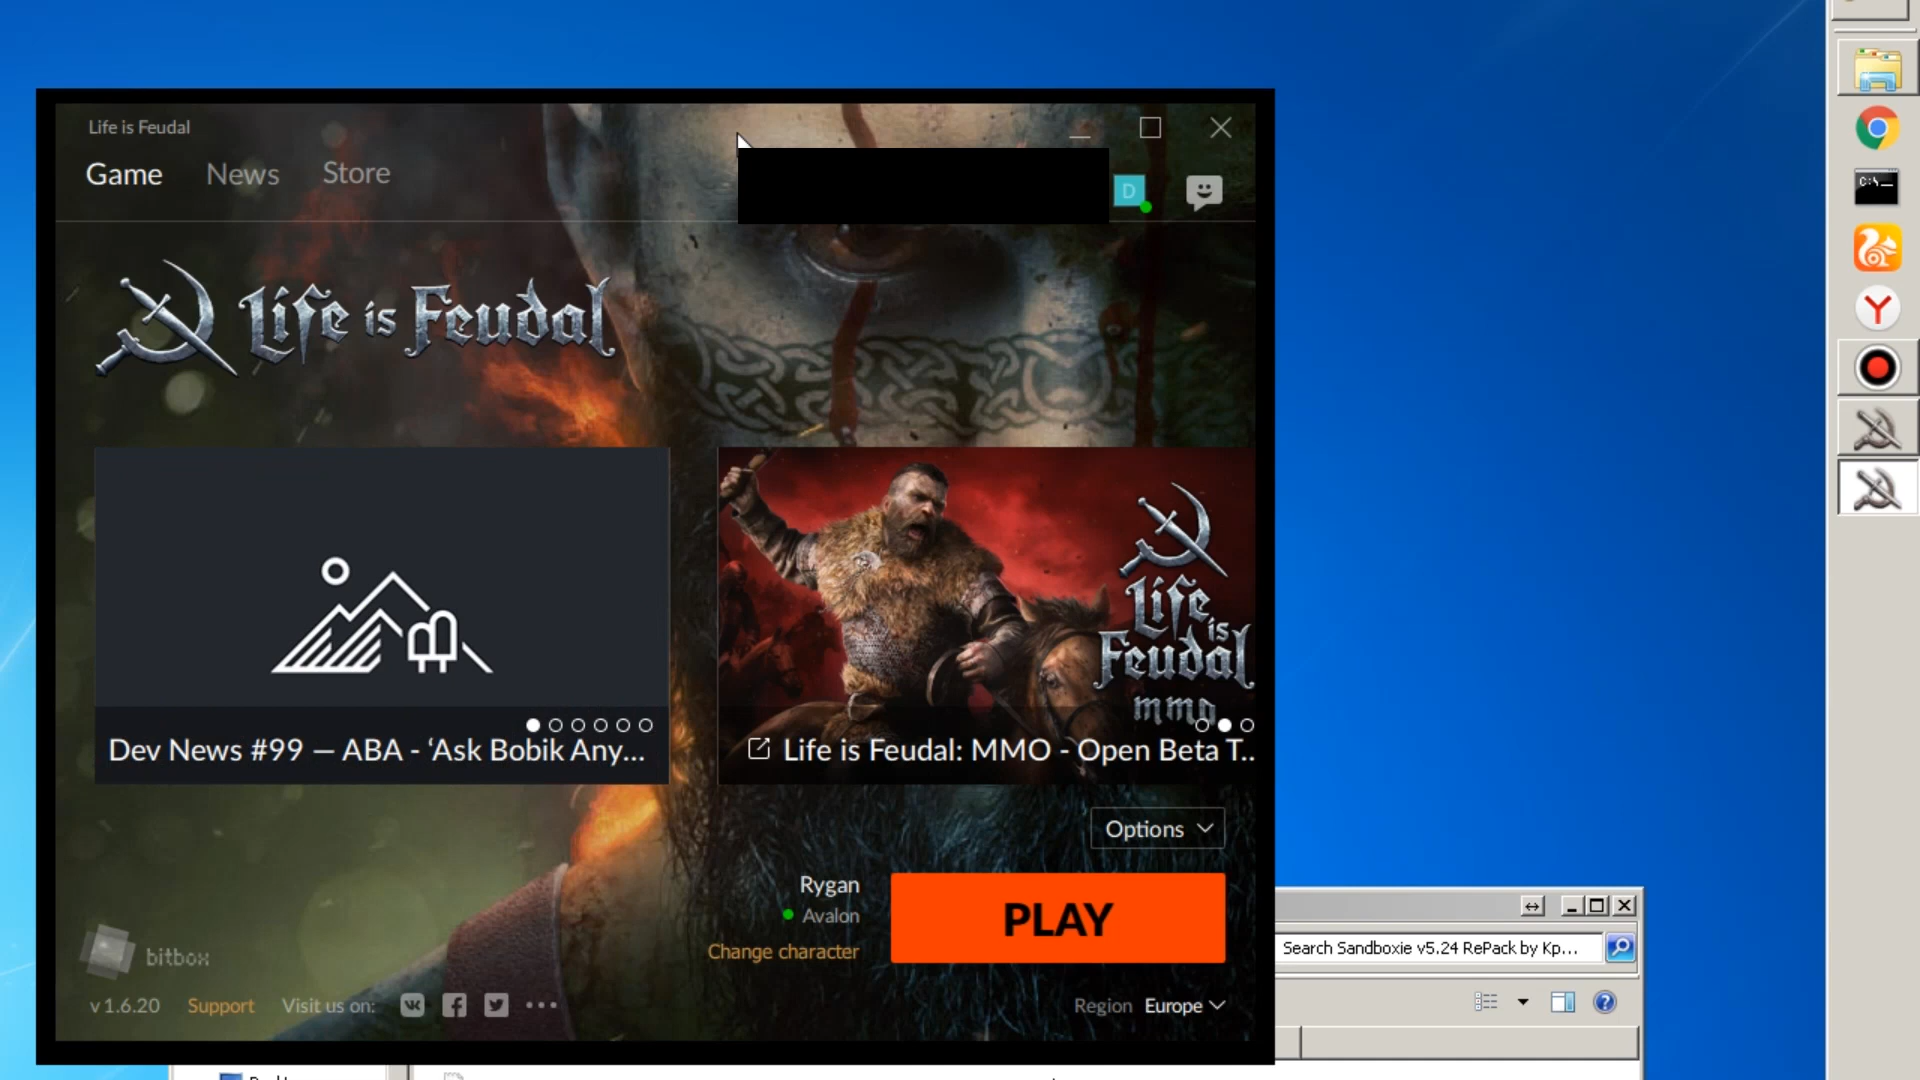 Life is Feudal
Game
News
Store
D
Life is Feudal
Life
is
Feudal
mmo
Dev News #99 — ABA - ‘Ask Bobik Any...
Life is Feudal: MMO - Open Beta T..
Options
Rygan
Avalon
Change character
PLAY
bitbox
v 1.6.20
Support
Visit us on:
Region
Europe
Search Sandboxie v5.24 RePack by Kp...
C:\_